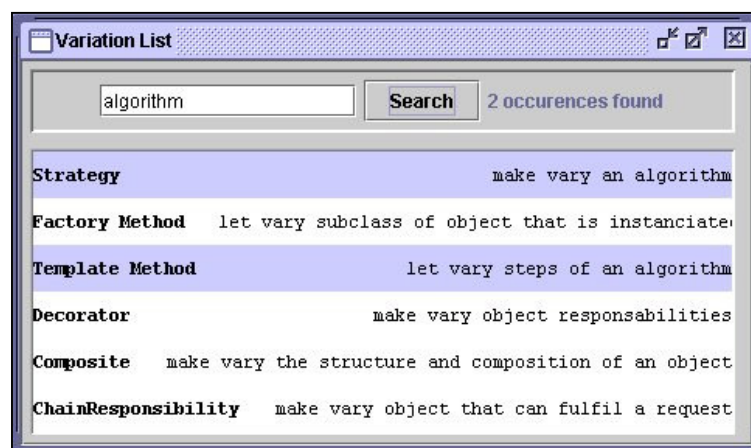 Variation List
algorithm Search 2 occurences found
Strategy make vary an algorithm
Factory Method let vary subclass of object that is instanciate
Template Method let vary steps of an algorithm
Decorator make vary object responsabilities
Composite make vary the structure and composition of an object
ChainResponsibility make vary object that can fulfil a request